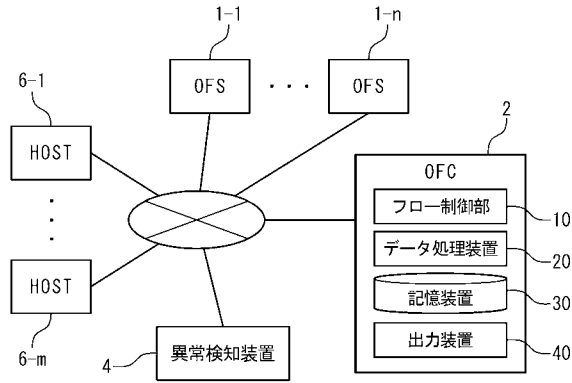 1-1
1-n
OFS
・・・
OFS
6-1
HOST
2
OFC
フロー制御部
10
データ処理装置
20
記憶装置
30
出力装置
40
HOST
6-m
4
異常検知装置